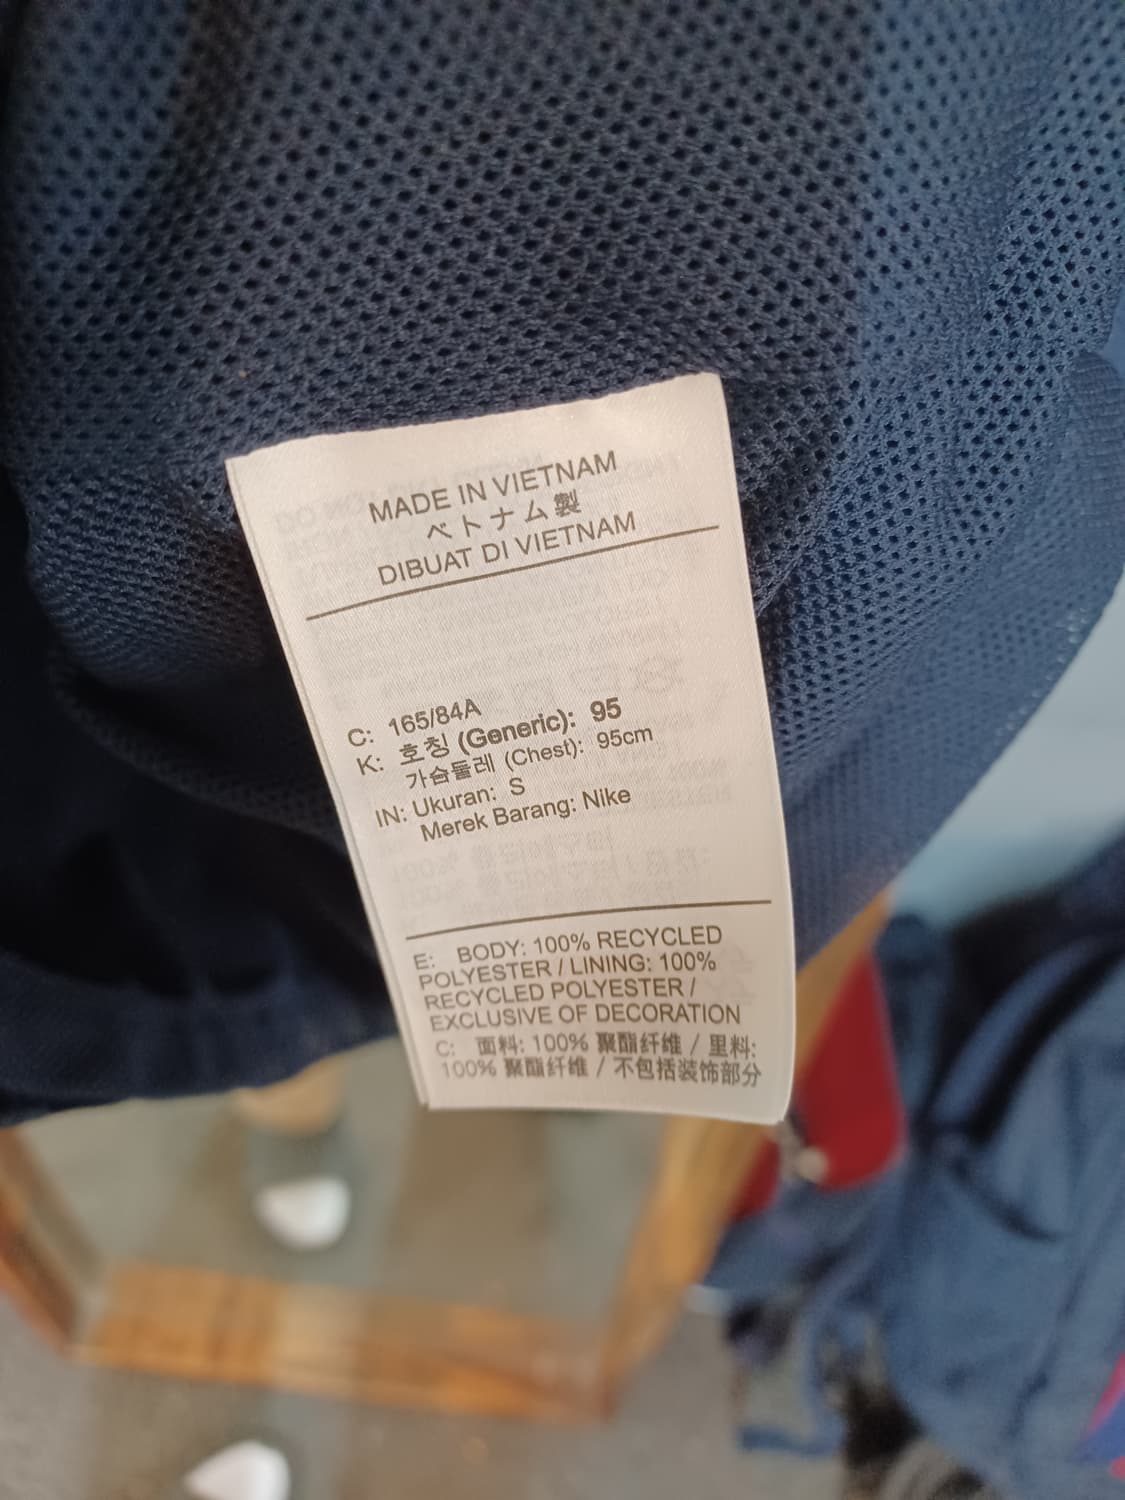 MADE IN VIETNAM
ベトナム製
DIBUAT DI VIETNAM
C: 165/84A
K: 호칭 (Generic): 95
가슴둘레 (Chest): 95cm
IN: Ukuran: S
Merek Barang: Nike
E: BODY: 100% RECYCLED
POLYESTER / LINING: 100%
RECYCLED POLYESTER /
EXCLUSIVE OF DECORATION
C: 面料: 100% 聚酯纤维 / 里料:
100% 聚酯纤维 / 不包括装饰部分